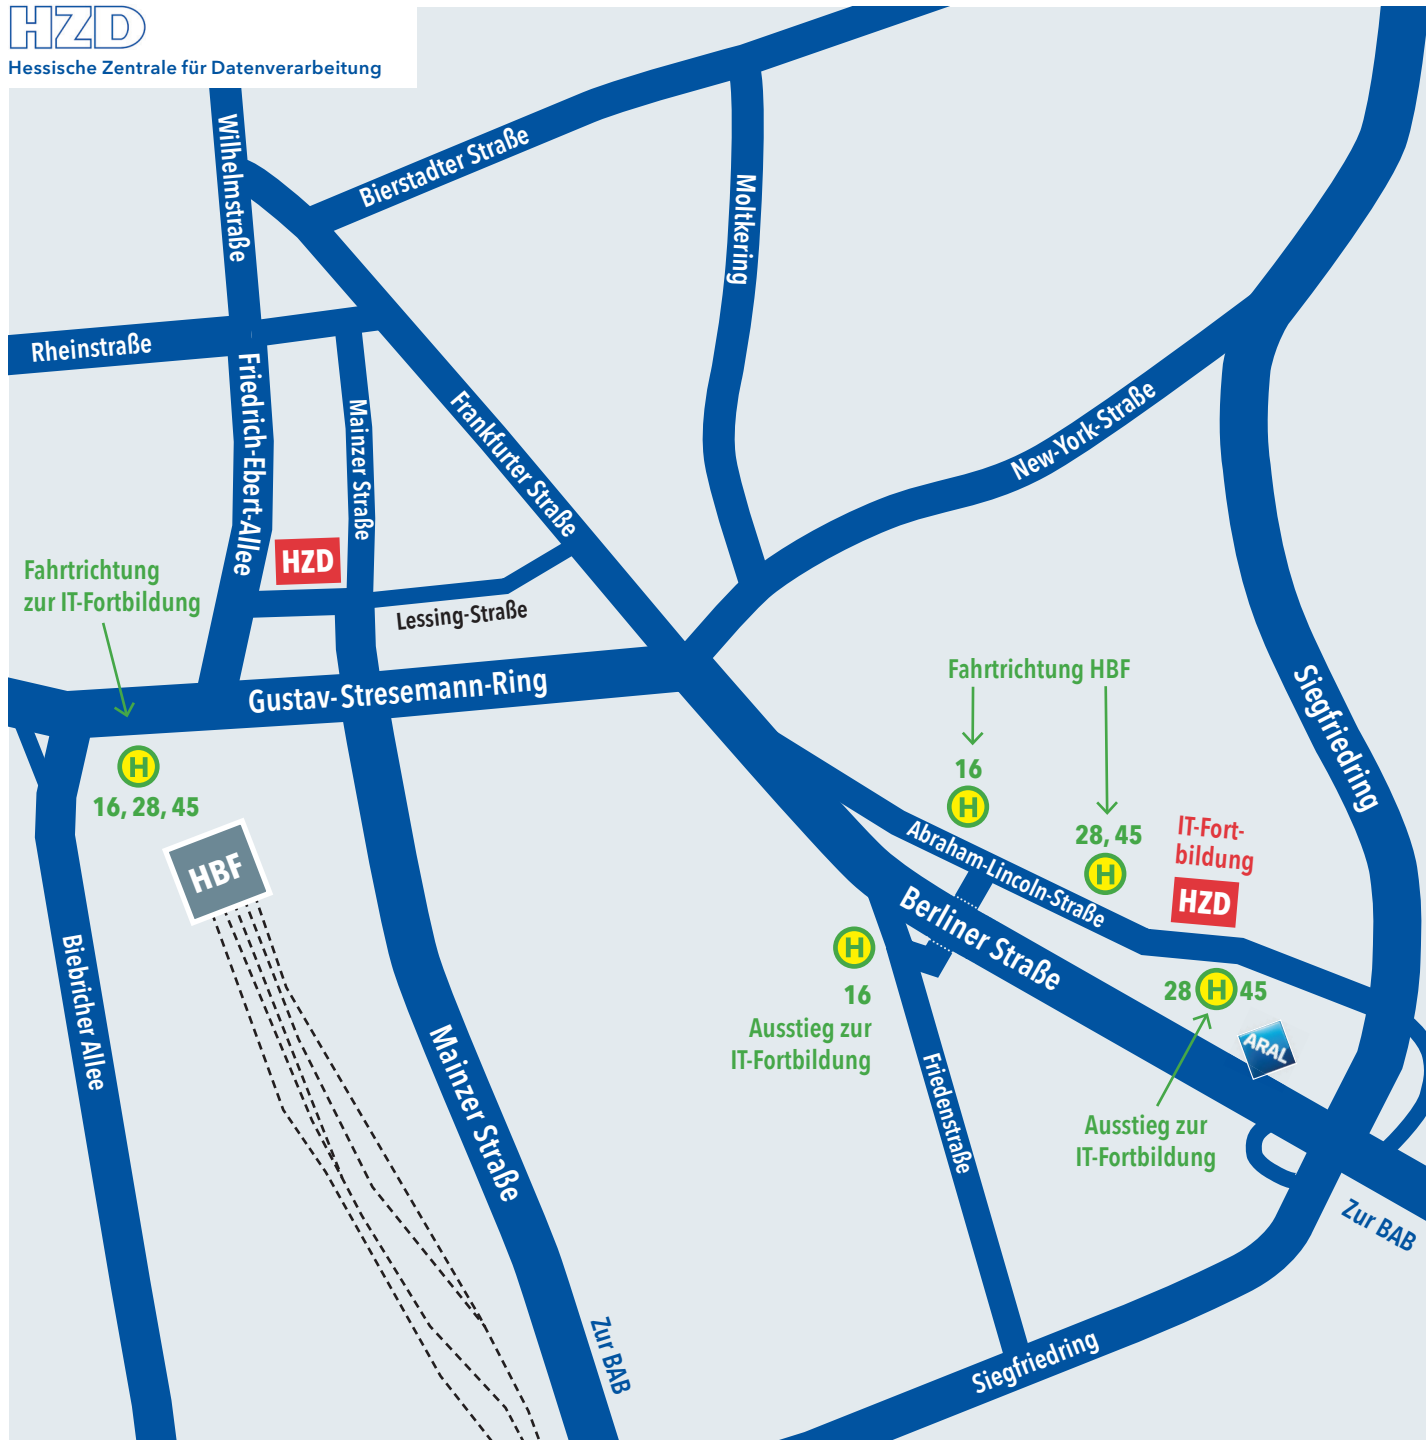 HZD
Hessische Zentrale für Datenverarbeitung
Wilhelmstraße
Bierstadter Straße
Moltkering
Rheinstraße
Friedrich-Ebert-Allee
Mainzer Straße
Frankfurter Straße
New-York-Straße
HZD
Fahrtrichtung
zur IT-Fortbildung
Lessing-Straße
Gustav-Stresemann-Ring
Fahrtrichtung HBF
Siegfriedring
H
16, 28, 45
16
H
28, 45
H
IT-Fort-
bildung
HZD
Abraham-Lincoln-Straße
HBF
Berliner Straße
H
16
Ausstieg zur
IT-Fortbildung
28 H 45
ARAL
Biebricher Allee
Mainzer Straße
Friedenstraße
Ausstieg zur
IT-Fortbildung
Zur BAB
Zur BAB
Siegfriedring